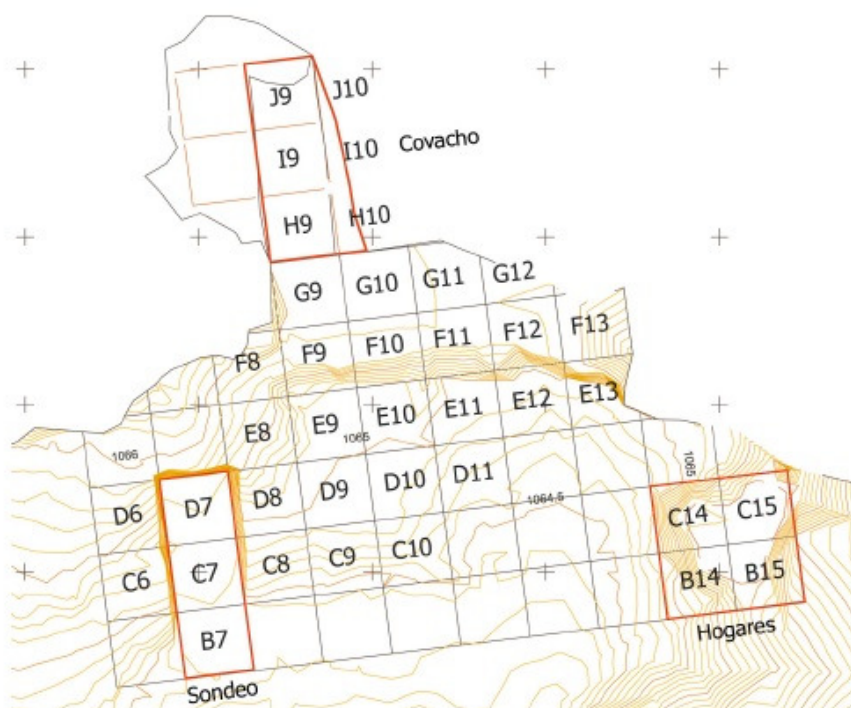 J9 J10
I9 I10 Covacho
H9 H10
G9 G10 G11 G12
F8 F9 F10 F11 F12 F13
E8 E9 E10 E11 E12 E13
1066 1065 1065
D6 D7 D8 D9 D10 D11
1064.5
C6 C7 C8 C9 C10 C14 C15
B7 B14 B15
Sondeo Hogares